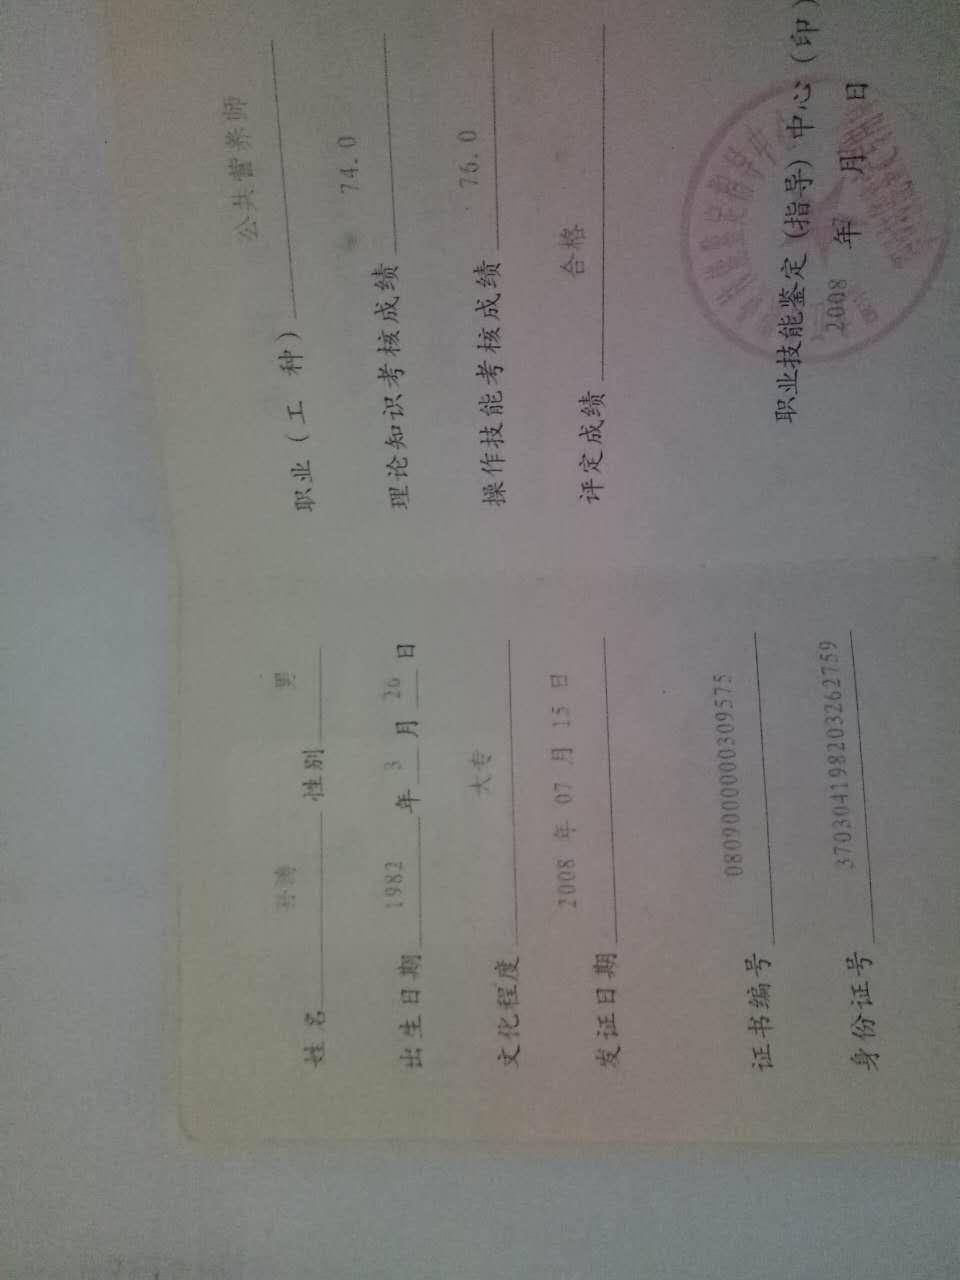 姓名 孙涛 性别 男
出生日期 1982 年 3 月 26 日
文化程度 大专
发证日期 2008 年 07 月 15 日
证书编号 0809000000309575
身份证号 370304198203262759
公共营养师
职业（工 种）
74.0
理论知识考核成绩
76.0
操作技能考核成绩
合格
评定成绩
职业技能鉴定(指导)中心（印）
2008 年 月 日